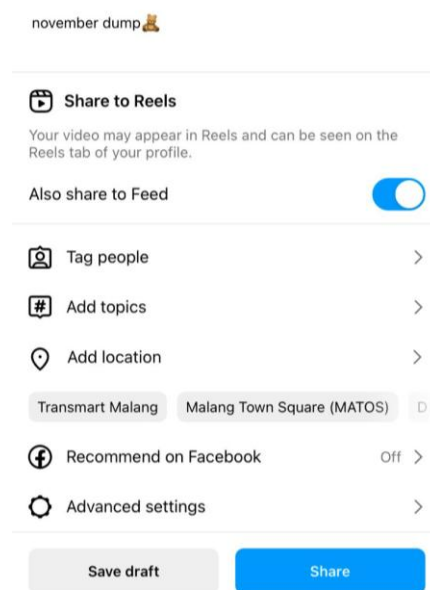 november dump🧸
Share to Reels
Your video may appear in Reels and can be seen on the
Reels tab of your profile.
Also share to Feed
Tag people
# Add topics
Add location
Transmart Malang Malang Town Square (MATOS) D
Recommend on Facebook Off
Advanced settings
Save draft Share